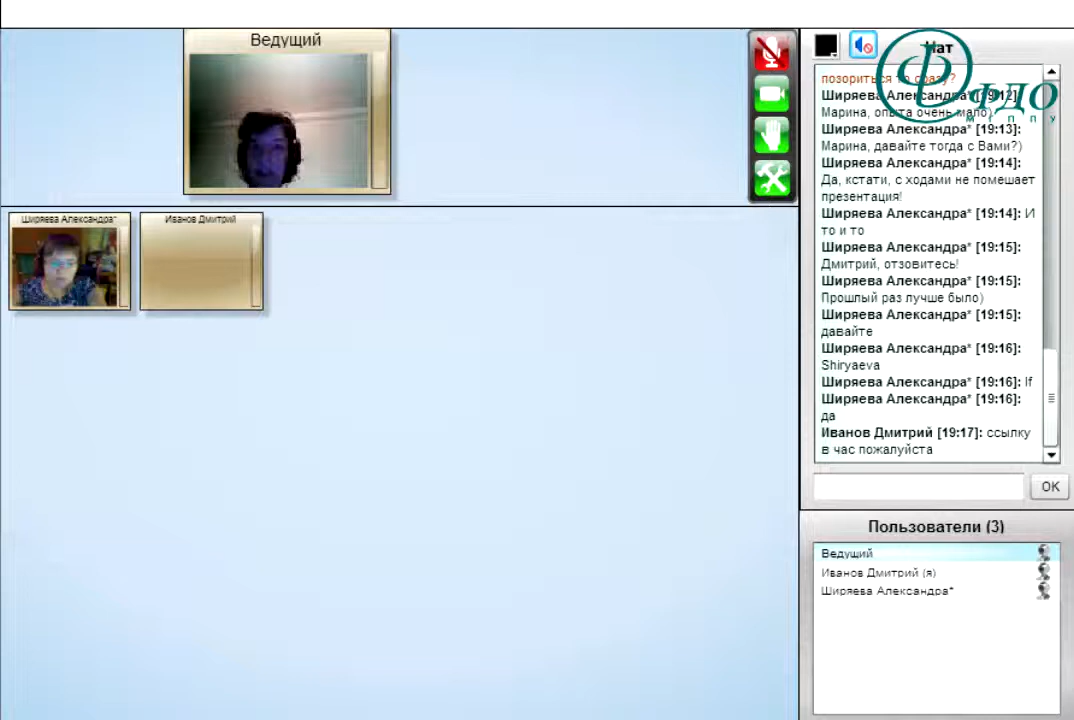 Ведущий
Ширяева Александра*
Иванов Дмитрий
Чат
ФДО
М Г П П У
позориться то сразу?
Ширяева Александра* [19:12]:
Марина, опыта очень мало)
Ширяева Александра* [19:13]:
Марина, давайте тогда с Вами?)
Ширяева Александра* [19:14]:
Да, кстати, с ходами не помешает
презентация!
Ширяева Александра* [19:14]: И
то и то
Ширяева Александра* [19:15]:
Дмитрий, отзовитесь!
Ширяева Александра* [19:15]:
Прошлый раз лучше было)
Ширяева Александра* [19:15]:
давайте
Ширяева Александра* [19:16]:
Shiryaeva
Ширяева Александра* [19:16]: If
Ширяева Александра* [19:16]:
да
Иванов Дмитрий [19:17]: ссылку
в час пожалуйста
OK
Пользователи (3)
Ведущий
Иванов Дмитрий (я)
Ширяева Александра*